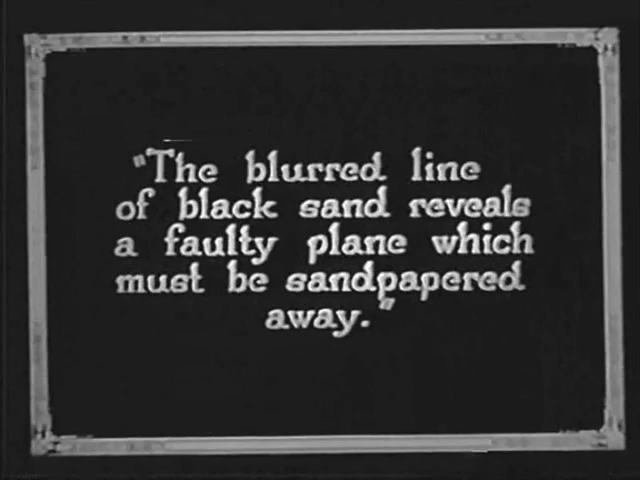 "The blurred line
of black sand reveals
a faulty plane which
must be sandpapered
away."